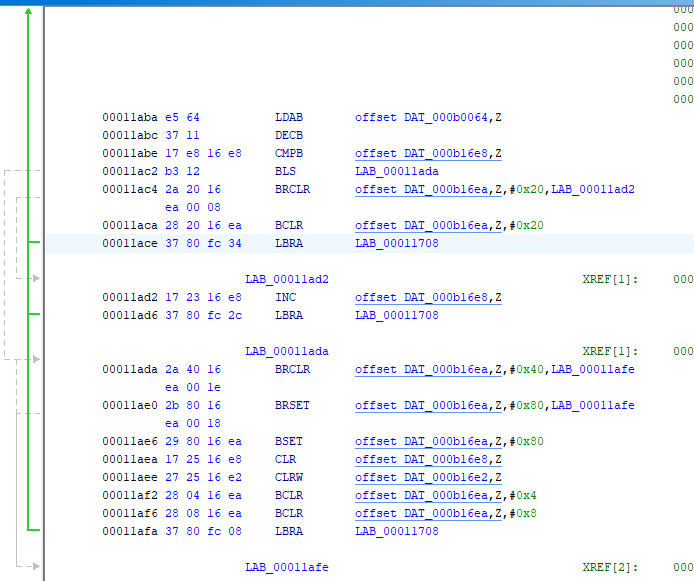 000
000
000
000
000
000
00011aba e5 64 LDAB offset DAT_000b0064,Z
00011abc 37 11 DECB
00011abe 17 e8 16 e8 CMPB offset DAT_000b16e8,Z
00011ac2 b3 12 BLS LAB_00011ada
00011ac4 2a 20 16 BRCLR offset DAT_000b16ea,Z,#0x20,LAB_00011ad2
ea 00 08
00011aca 28 20 16 ea BCLR offset DAT_000b16ea,Z,#0x20
00011ace 37 80 fc 34 LBRA LAB_00011708
LAB_00011ad2 XREF[1]: 000
00011ad2 17 23 16 e8 INC offset DAT_000b16e8,Z
00011ad6 37 80 fc 2c LBRA LAB_00011708
LAB_00011ada XREF[1]: 000
00011ada 2a 40 16 BRCLR offset DAT_000b16ea,Z,#0x40,LAB_00011afe
ea 00 1e
00011ae0 2b 80 16 BRSET offset DAT_000b16ea,Z,#0x80,LAB_00011afe
ea 00 18
00011ae6 29 80 16 ea BSET offset DAT_000b16ea,Z,#0x80
00011aea 17 25 16 e8 CLR offset DAT_000b16e8,Z
00011aee 27 25 16 e2 CLRW offset DAT_000b16e2,Z
00011af2 28 04 16 ea BCLR offset DAT_000b16ea,Z,#0x4
00011af6 28 08 16 ea BCLR offset DAT_000b16ea,Z,#0x8
00011afa 37 80 fc 08 LBRA LAB_00011708
LAB_00011afe XREF[2]: 000